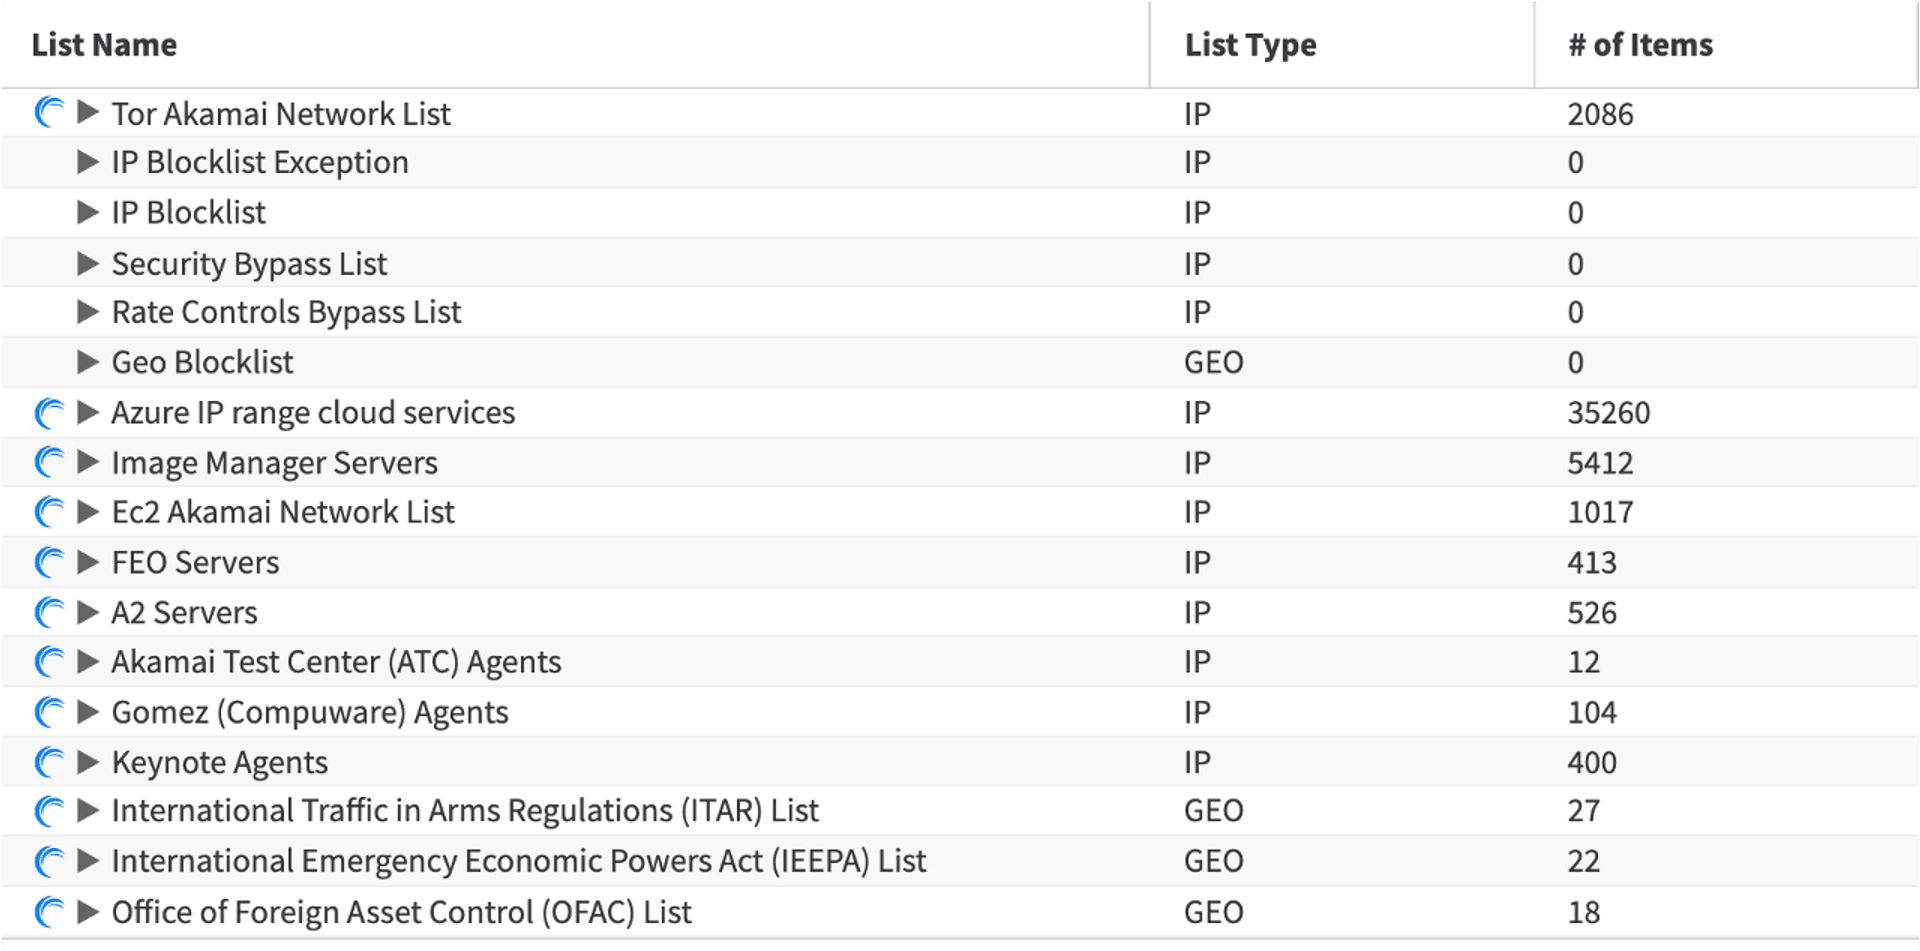 List Name List Type # of Items
Tor Akamai Network List IP 2086
IP Blocklist Exception IP 0
IP Blocklist IP 0
Security Bypass List IP 0
Rate Controls Bypass List IP 0
Geo Blocklist GEO 0
Azure IP range cloud services IP 35260
Image Manager Servers IP 5412
Ec2 Akamai Network List IP 1017
FEO Servers IP 413
A2 Servers IP 526
Akamai Test Center (ATC) Agents IP 12
Gomez (Compuware) Agents IP 104
Keynote Agents IP 400
International Traffic in Arms Regulations (ITAR) List GEO 27
International Emergency Economic Powers Act (IEEPA) List GEO 22
Office of Foreign Asset Control (OFAC) List GEO 18